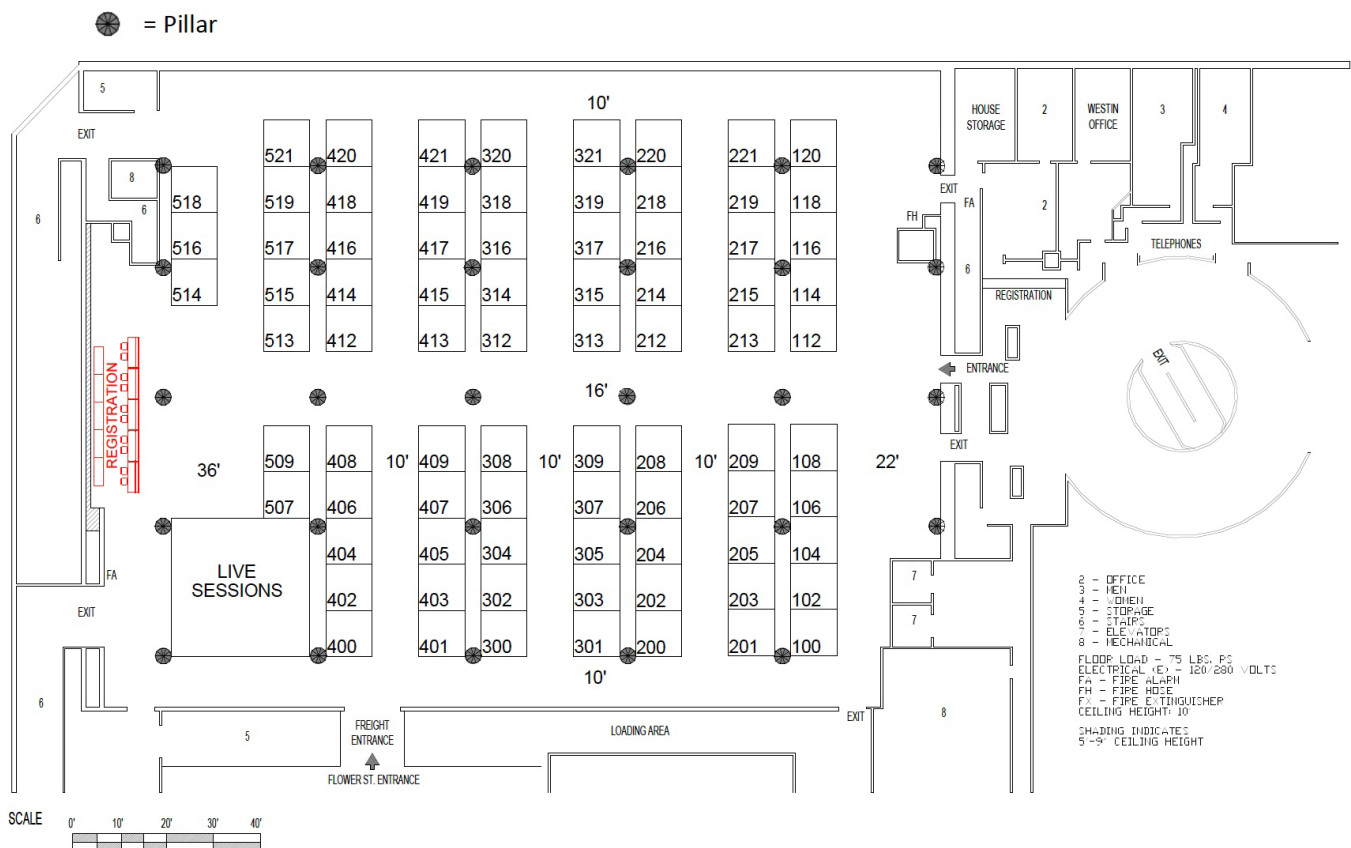 = Pillar
5
10'
HOUSE
STORAGE
2
WESTIN
OFFICE
3
4
EXIT
521 420 421 320 321 220 221 120
8
518 519 418 419 318 319 218 219 118
EXIT
FA
6
6
2
FH
516 517 416 417 316 317 216 217 116
TELEPHONES
6
514 515 414 415 314 315 214 215 114
REGISTRATION
513 412 413 312 313 212 213 112
EXIT
ENTRANCE
16'
REGISTRATION
EXIT
36'
509 408 10' 409 308 10' 309 208 10' 209 108 22'
507 406 407 306 307 206 207 106
404 405 304 305 204 205 104
LIVE
SESSIONS
FA
7
402 403 302 303 202 203 102
EXIT
7
400 401 300 301 200 201 100
10'
2 - OFFICE
3 - MEN
4 - WOMEN
5 - STORAGE
6 - STAIRS
7 - ELEVATORS
8 - MECHANICAL
FLOOR LOAD - 75 LBS. PS
ELECTRICAL (E) - 120/280 VOLTS
FA - FIRE ALARM
FH - FIRE HOSE
FX - FIRE EXTINGUISHER
CEILING HEIGHT: 10'
SHADING INDICATES
5'-9" CEILING HEIGHT
6
5
FREIGHT
ENTRANCE
LOADING AREA
EXIT
8
FLOWER ST. ENTRANCE
SCALE
0' 10' 20' 30' 40'